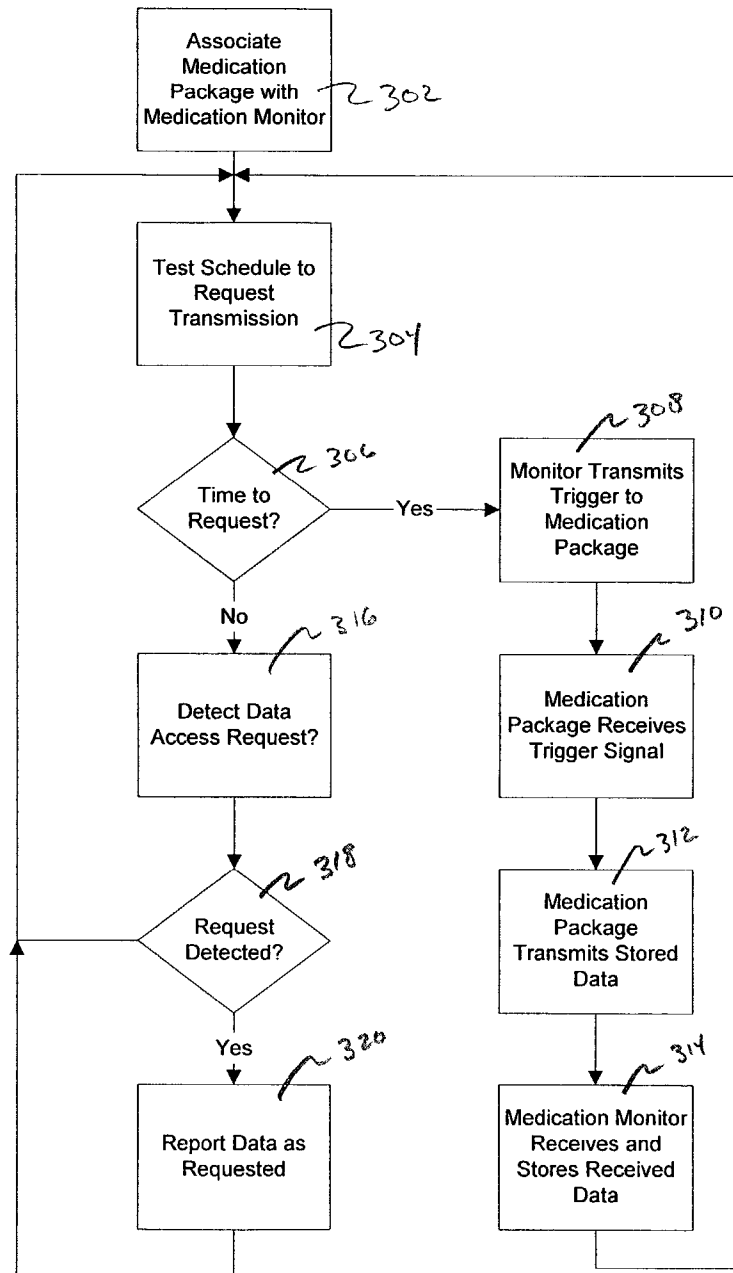 Associate
Medication
Package with
Medication Monitor
302
Test Schedule to
Request
Transmission
304
306
Time to
Request?
Yes
308
Monitor Transmits
Trigger to
Medication
Package
No
316
Detect Data
Access Request?
310
Medication
Package Receives
Trigger Signal
318
Request
Detected?
312
Medication
Package
Transmits Stored
Data
Yes
320
Report Data as
Requested
314
Medication Monitor
Receives and
Stores Received
Data